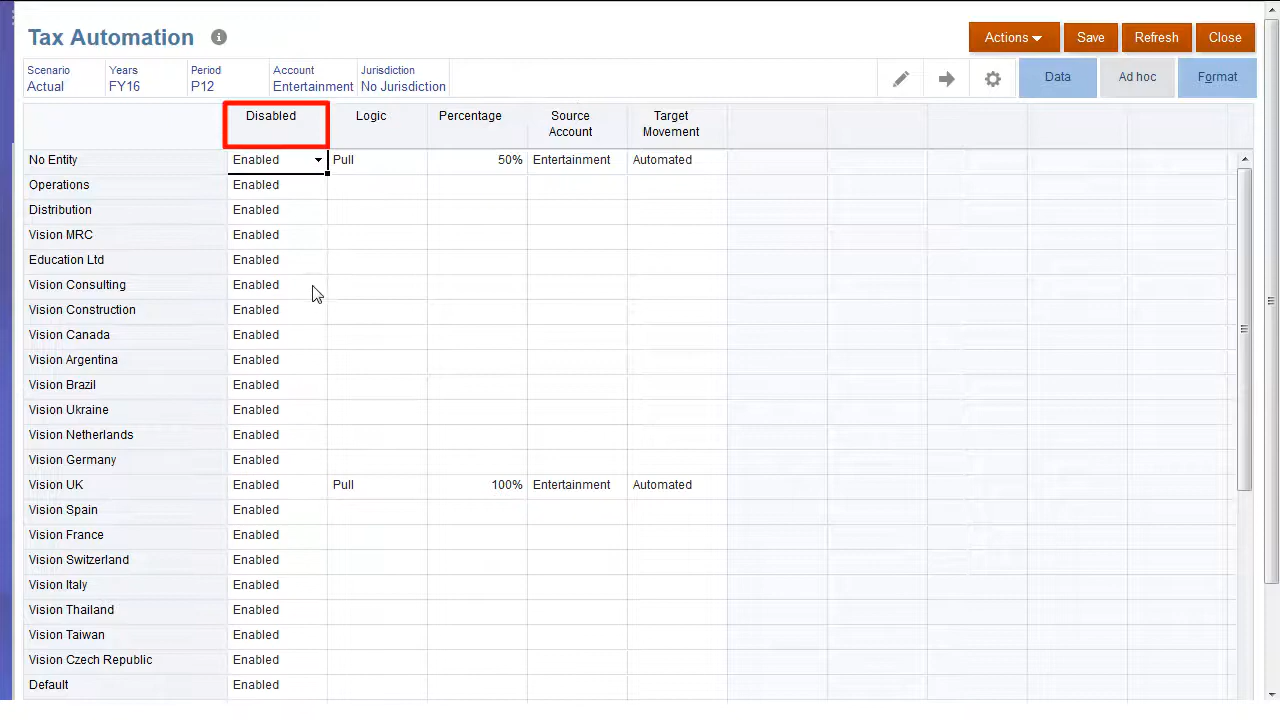 Tax Automation
Actions Save Refresh Close
Scenario Years Period Account Jurisdiction
Actual FY16 P12 Entertainment No Jurisdiction
Data Ad hoc Format
Disabled Logic Percentage Source Account Target Movement
No Entity Enabled Pull 50% Entertainment Automated
Operations Enabled
Distribution Enabled
Vision MRC Enabled
Education Ltd Enabled
Vision Consulting Enabled
Vision Construction Enabled
Vision Canada Enabled
Vision Argentina Enabled
Vision Brazil Enabled
Vision Ukraine Enabled
Vision Netherlands Enabled
Vision Germany Enabled
Vision UK Enabled Pull 100% Entertainment Automated
Vision Spain Enabled
Vision France Enabled
Vision Switzerland Enabled
Vision Italy Enabled
Vision Thailand Enabled
Vision Taiwan Enabled
Vision Czech Republic Enabled
Default Enabled